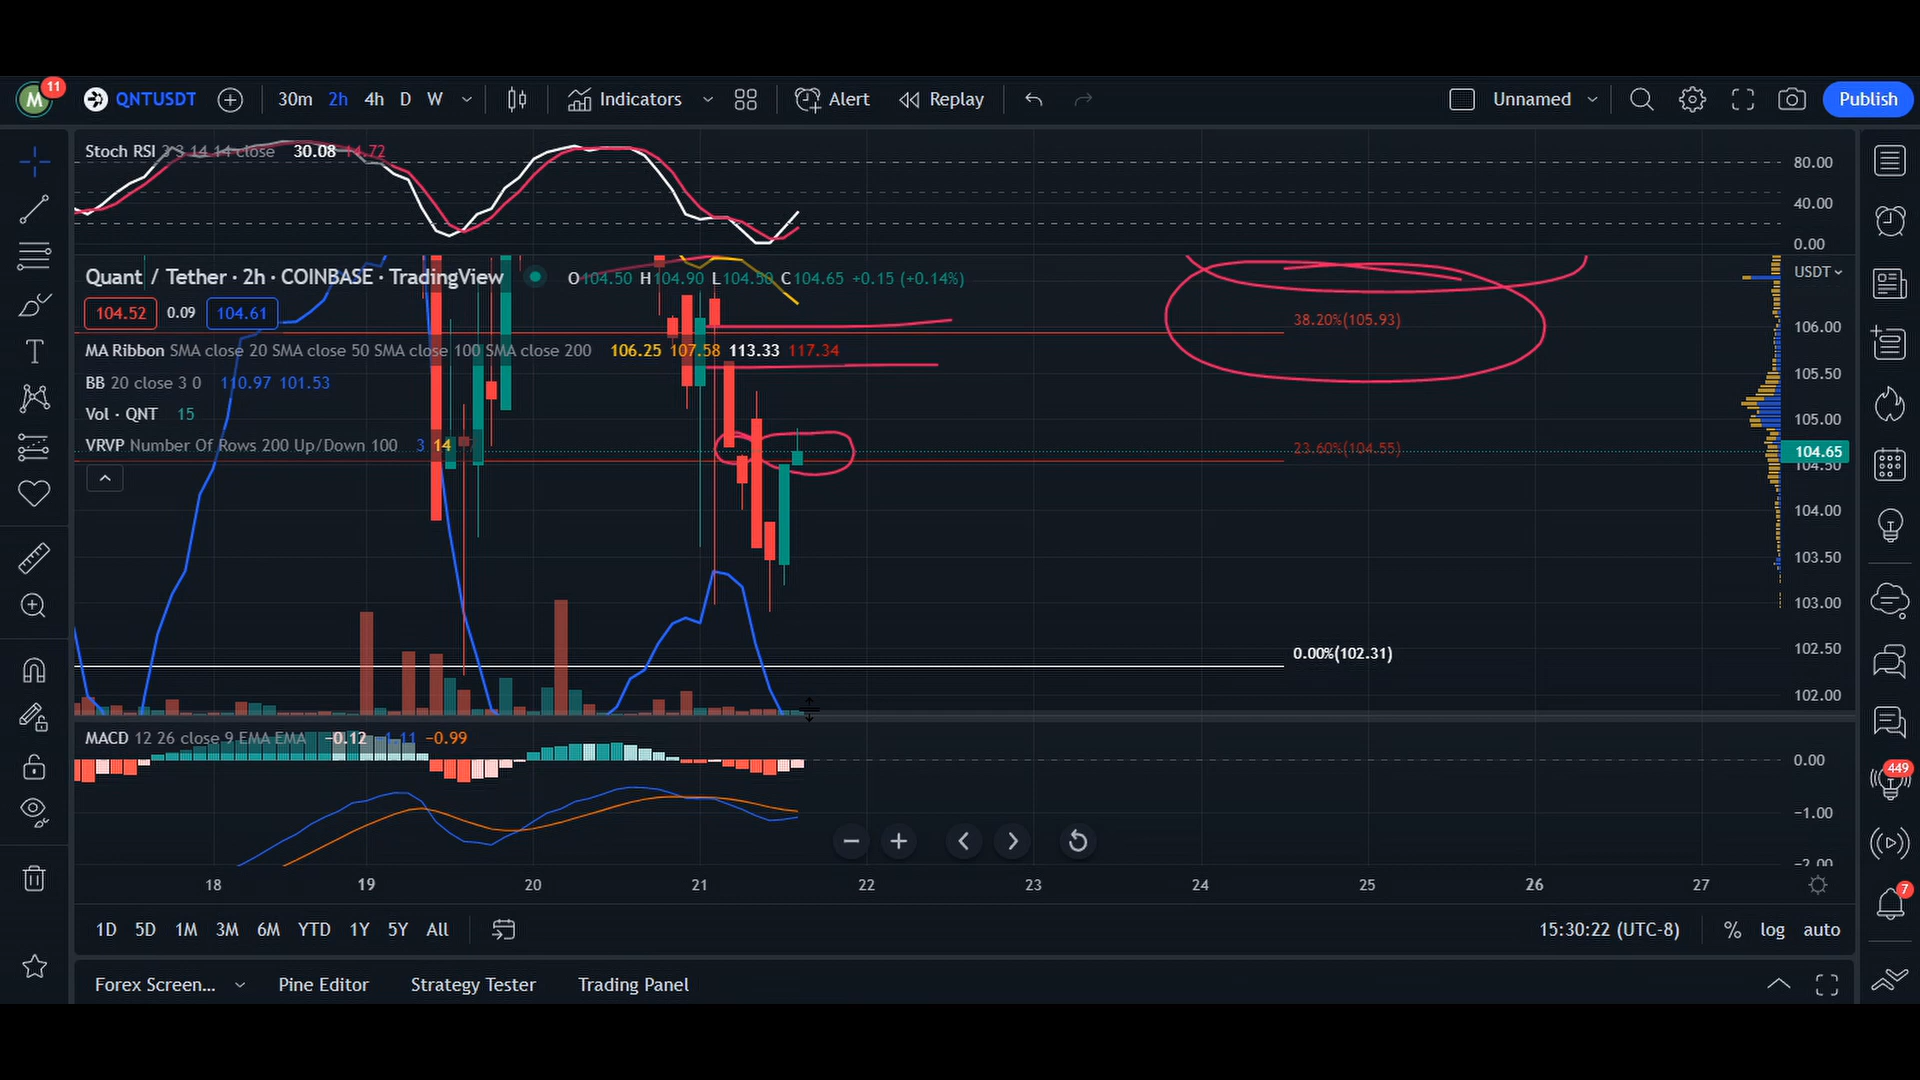 M 11 QNTUSDT 30m 2h 4h D W Indicators Alert Replay Unnamed Publish
Stoch RSI 3 3 14 14 close 30.08 14.72
80.00
40.00
0.00
Quant / Tether · 2h · COINBASE · TradingView O104.50 H104.90 L104.50 C104.65 +0.15 (+0.14%)
USDT
104.52 0.09 104.61
38.20%(105.93)
106.00
MA Ribbon SMA close 20 SMA close 50 SMA close 100 SMA close 200 106.25 107.58 113.33 117.34
BB 20 close 3 0 110.97 101.53
105.50
Vol · QNT 15
105.00
VRVP Number Of Rows 200 Up/Down 100 3 14
23.60%(104.55)
104.65
104.50
104.00
103.50
103.00
0.00%(102.31)
102.50
102.00
MACD 12 26 close 9 EMA EMA −0.12 −1.11 −0.99
0.00
449
−1.00
−2.00
18 19 20 21 22 23 24 25 26 27
7
1D 5D 1M 3M 6M YTD 1Y 5Y All 15:30:22 (UTC-8) % log auto
Forex Screen... Pine Editor Strategy Tester Trading Panel